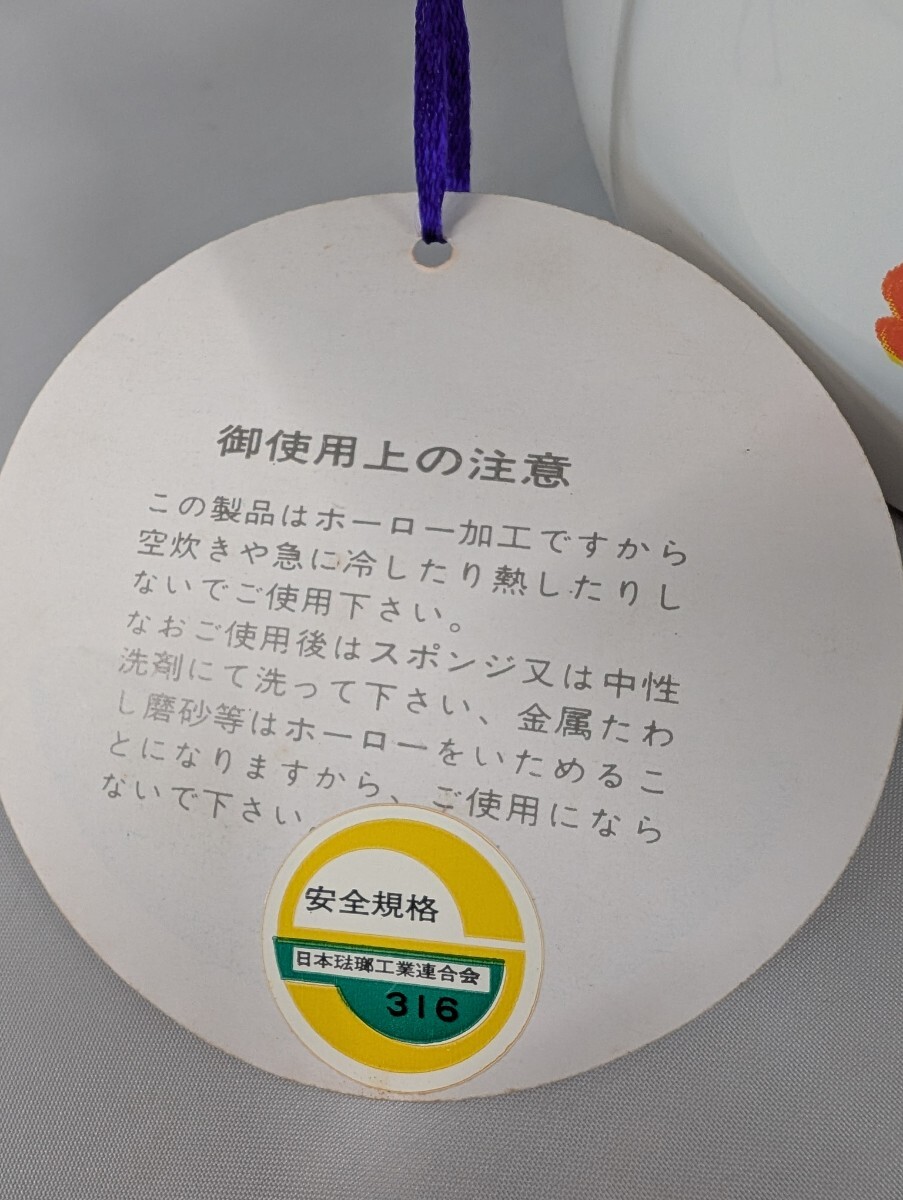 御使用上の注意
この製品はホーロー加工ですから
空炊きや急に冷したり熱したりし
ないでご使用下さい。
なおご使用後はスポンジ又は中性
洗剤にて洗って下さい、金属たわ
し磨砂等はホーローをいためるこ
とになりますから、ご使用になら
ないで下さい。
安全規格
日本琺瑯工業連合会
316